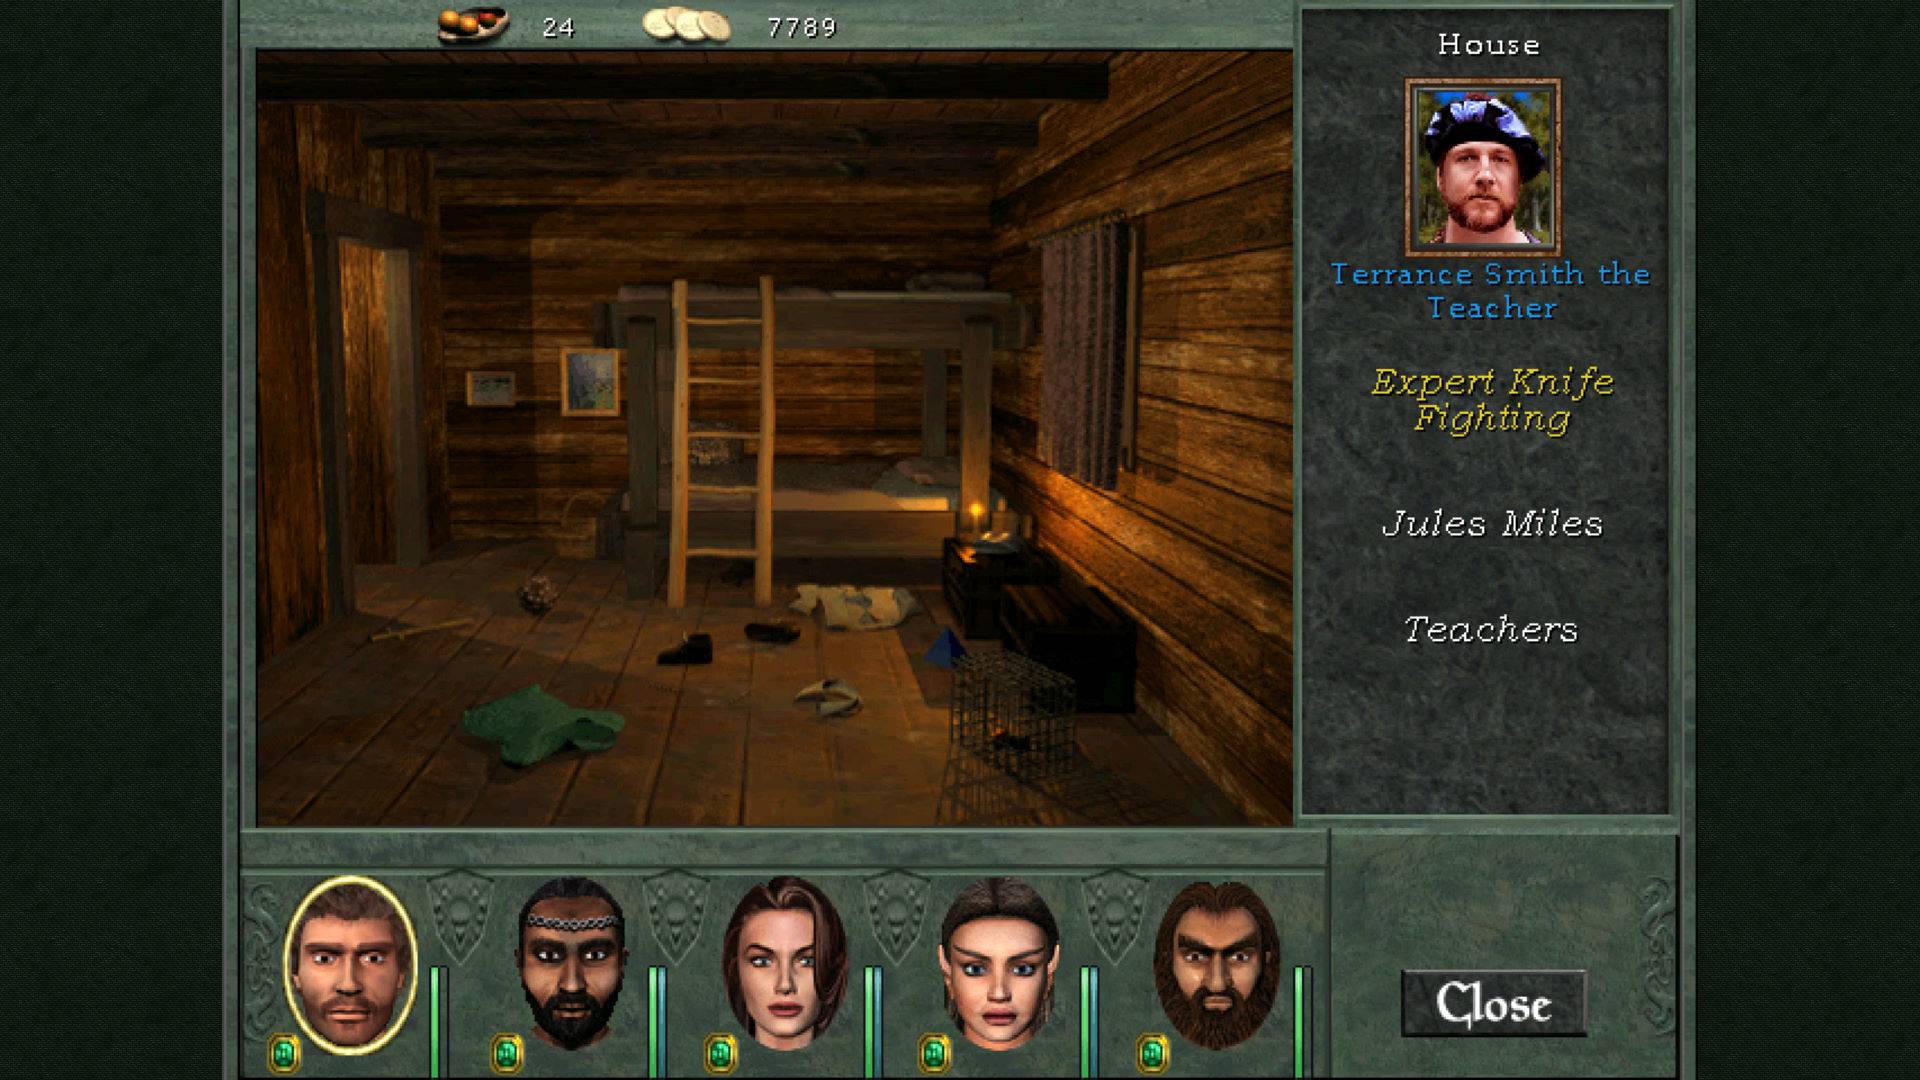 24
7789
House
Terrance Smith the
Teacher
Expert Knife
Fighting
Jules Miles
Teachers
Close